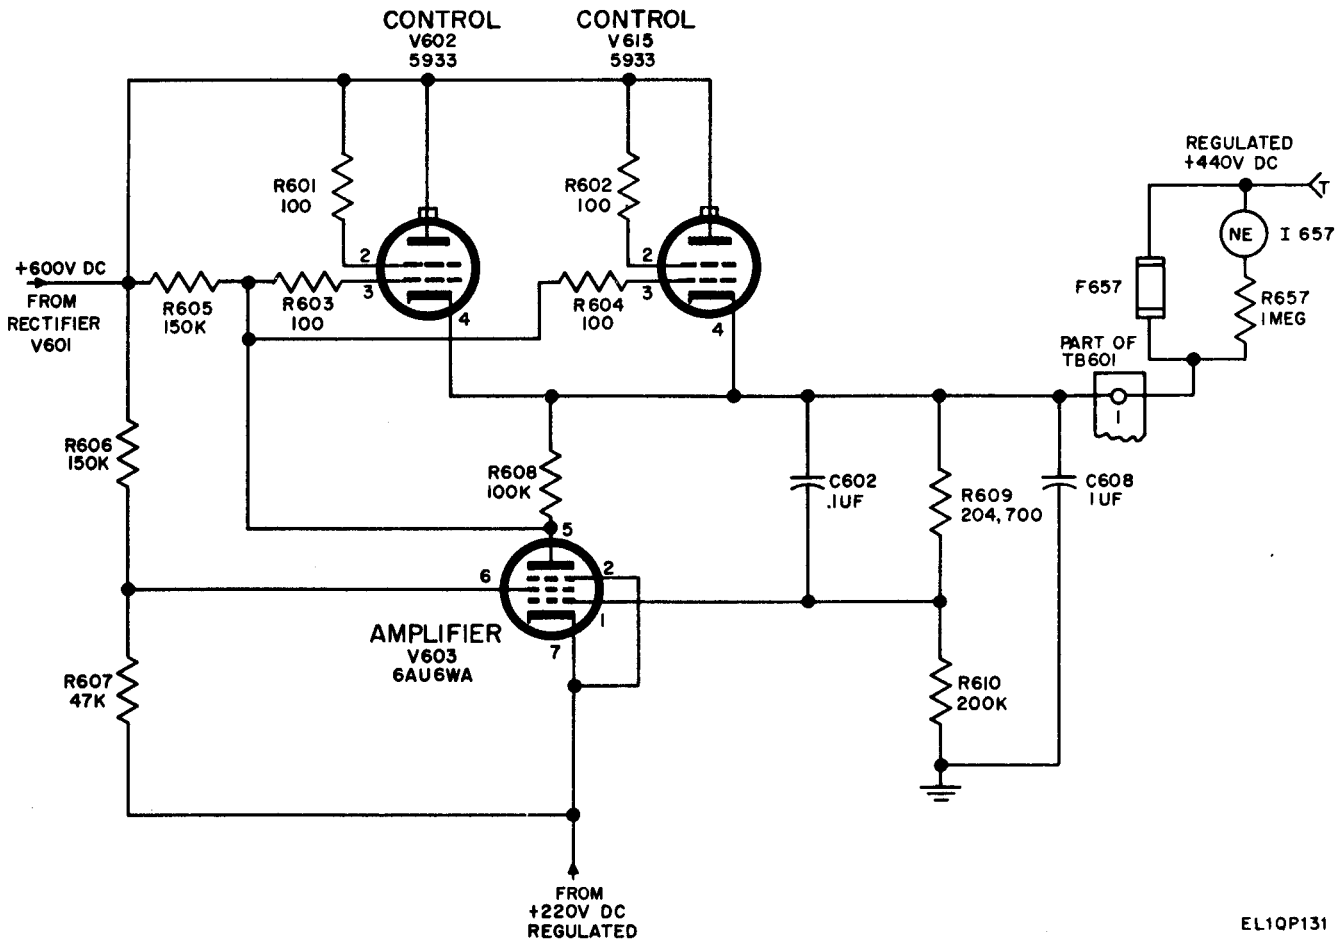 CONTROL
V602
5933
CONTROL
V615
5933
REGULATED
+440V DC
T
R601
100
R602
100
NE
I 657
2
3
4
2
3
4
+600V DC
FROM
RECTIFIER
V601
R605
150K
R603
100
R604
100
F657
R657
1MEG
PART OF
TB601
1
R606
150K
R608
100K
C602
.1UF
R609
204,700
C608
1UF
5
6
2
1
7
AMPLIFIER
V603
6AU6WA
R607
47K
R610
200K
FROM
+220V DC
REGULATED
EL1QP131